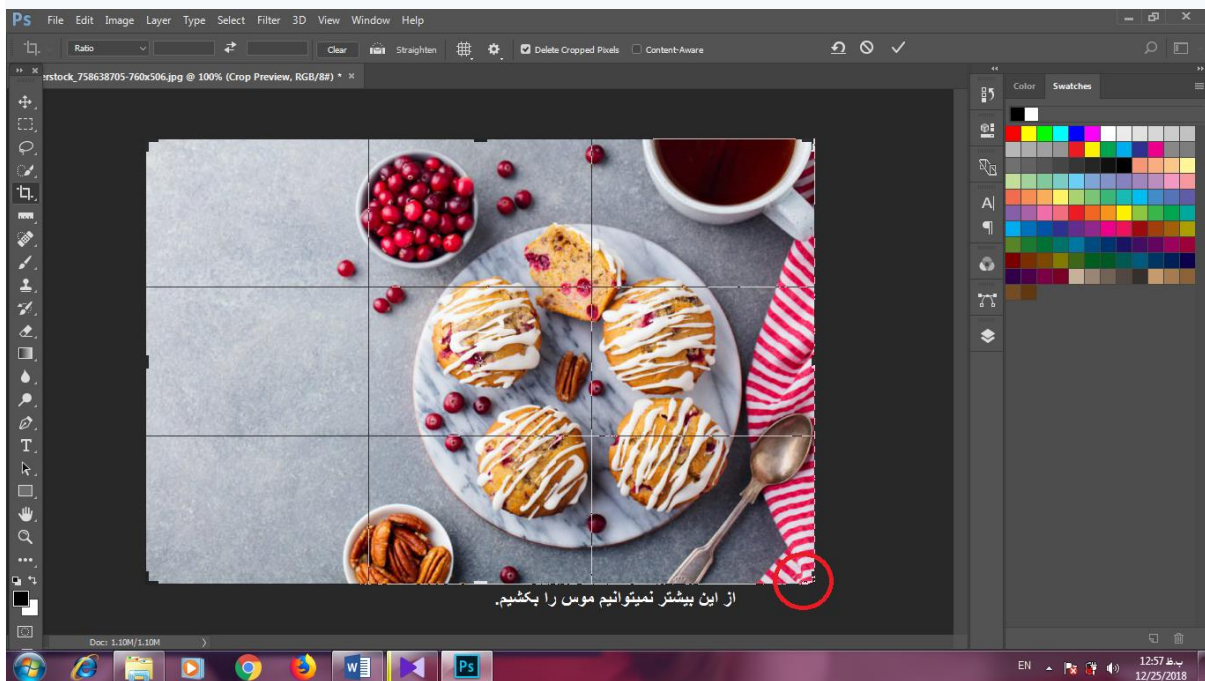 Ps File Edit Image Layer Type Select Filter 3D View Window Help
Ratio Clear Straighten Delete Cropped Pixels Content-Aware
erstock_758638705-760x506.jpg @ 100% (Crop Preview, RGB/8#) * ×
Color Swatches
از این بیشتر نمیتوانیم موس را بکشیم.
Doc: 1.10M/1.10M
Ps
EN
12:57 ب.ظ
12/25/2018